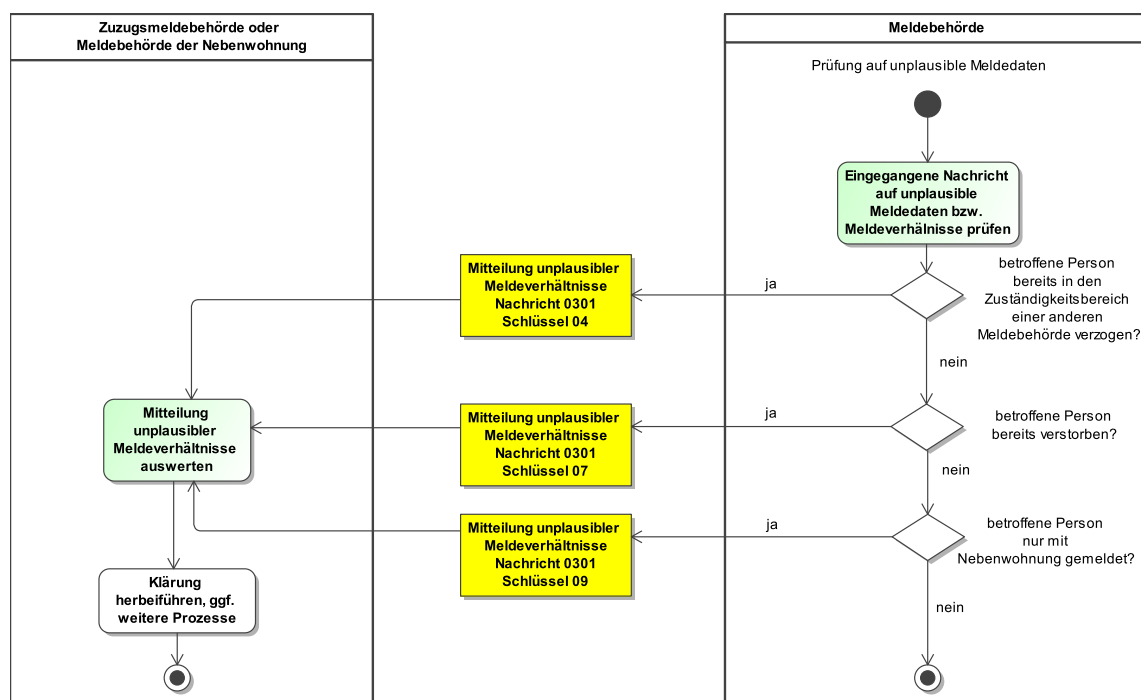 Zuzugsmeldebehörde oder
Meldebehörde der Nebenwohnung
Meldebehörde
Prüfung auf unplausible Meldedaten
Eingegangene Nachricht
auf unplausible
Meldedaten bzw.
Meldeverhälnisse prüfen
betroffene Person
bereits in den
Zuständigkeitsbereich
einer anderen
Meldebehörde verzogen?
ja
Mitteilung unplausibler
Meldeverhältnisse
Nachricht 0301
Schlüssel 04
nein
betroffene Person
bereits verstorben?
ja
Mitteilung unplausibler
Meldeverhältnisse
Nachricht 0301
Schlüssel 07
Mitteilung
unplausibler
Meldeverhältnisse
auswerten
nein
betroffene Person
nur mit
Nebenwohnung gemeldet?
ja
Mitteilung unplausibler
Meldeverhältnisse
Nachricht 0301
Schlüssel 09
Klärung
herbeiführen, ggf.
weitere Prozesse
nein